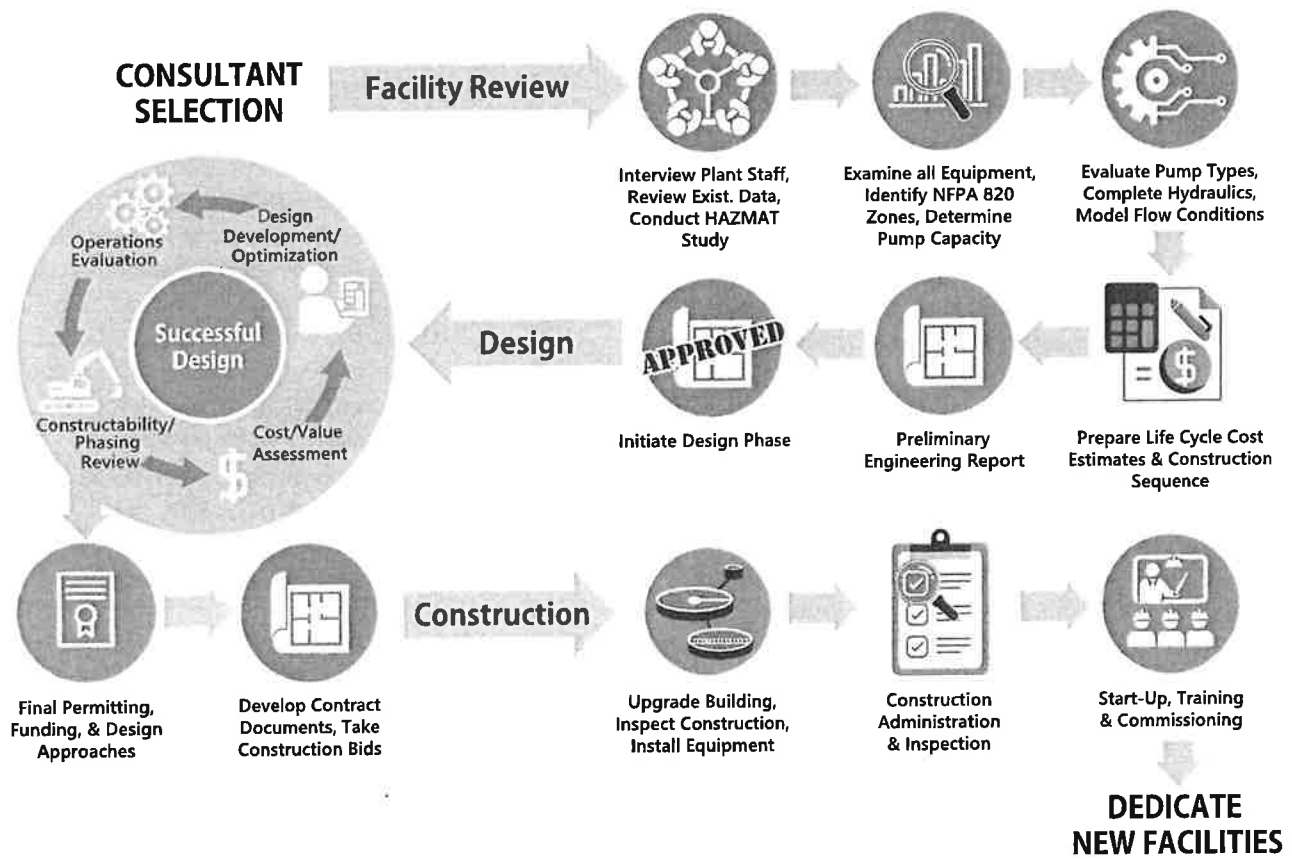 CONSULTANT
SELECTION
Facility Review
Interview Plant Staff,
Review Exist. Data,
Conduct HAZMAT
Study
Examine all Equipment,
Identify NFPA 820
Zones, Determine
Pump Capacity
Evaluate Pump Types,
Complete Hydraulics,
Model Flow Conditions
$
=
Prepare Life Cycle Cost
Estimates & Construction
Sequence
Preliminary
Engineering Report
APPROVED
Initiate Design Phase
Design
Successful
Design
Design
Development/
Optimization
Operations
Evaluation
Constructability/
Phasing
Review
$
Cost/Value
Assessment
Final Permitting,
Funding, & Design
Approaches
Develop Contract
Documents, Take
Construction Bids
Construction
Upgrade Building,
Inspect Construction,
Install Equipment
Construction
Administration
& Inspection
Start-Up, Training
& Commissioning
DEDICATE
NEW FACILITIES